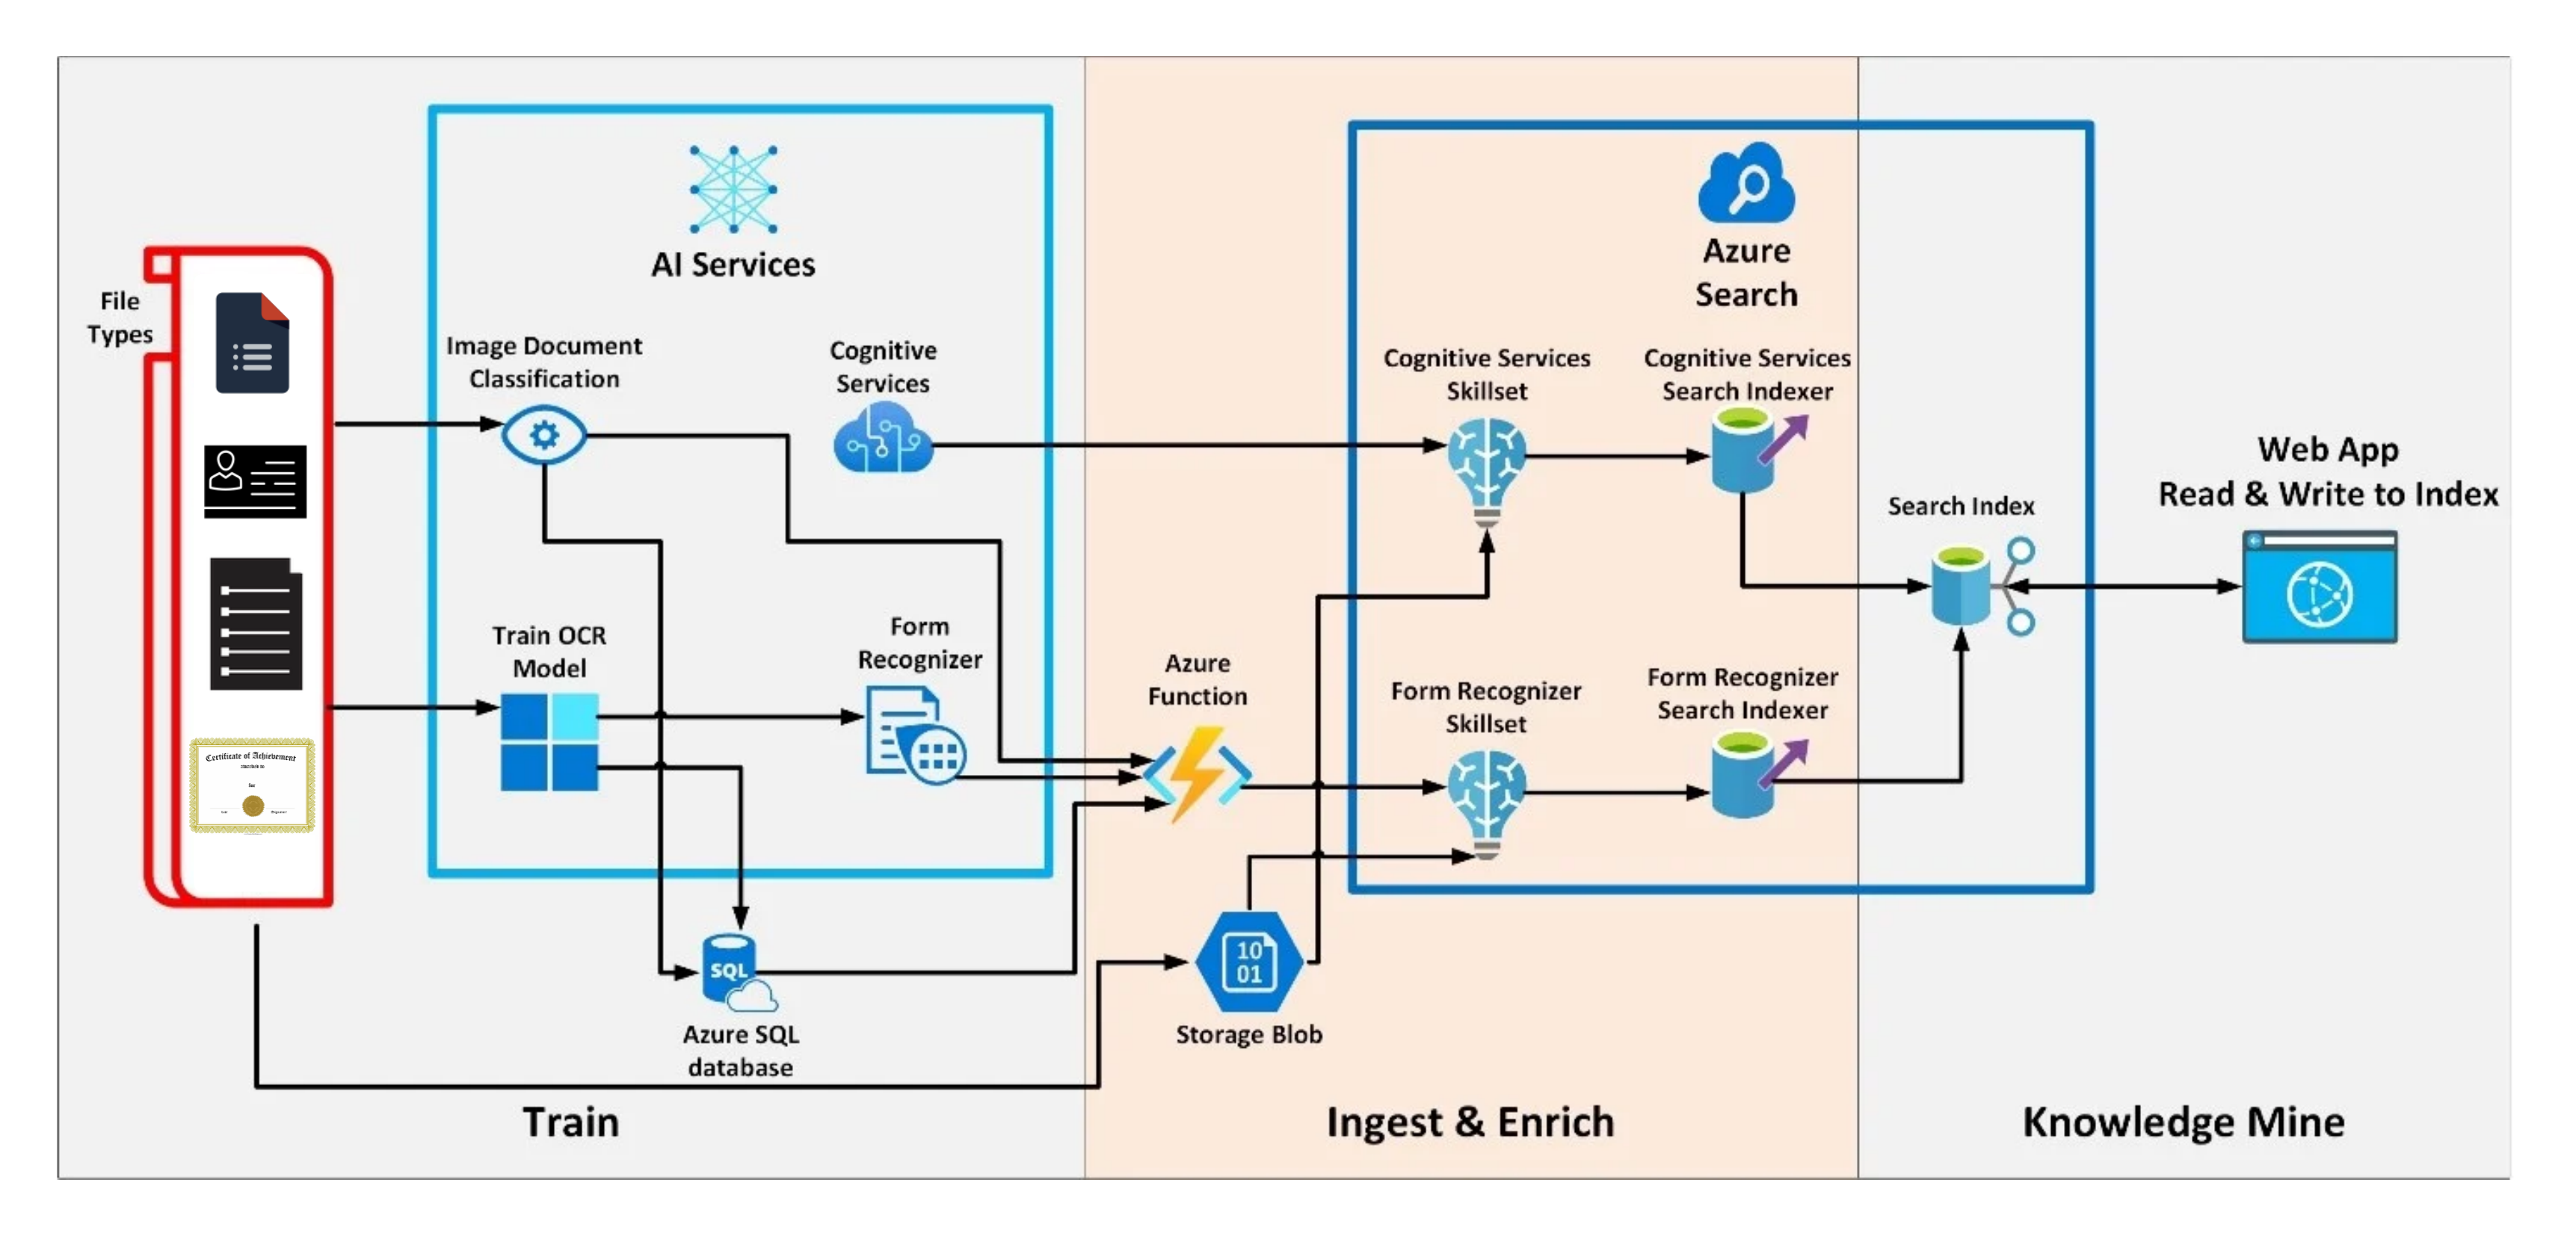 AI Services
Azure
Search
File
Types
Image Document
Classification
Cognitive
Services
Cognitive Services
Skillset
Cognitive Services
Search Indexer
Web App
Read & Write to Index
Search Index
Train OCR
Model
Form
Recognizer
Azure
Function
Form Recognizer
Skillset
Form Recognizer
Search Indexer
Certificate of Achievement
SQL
10
01
Azure SQL
database
Storage Blob
Train
Ingest & Enrich
Knowledge Mine